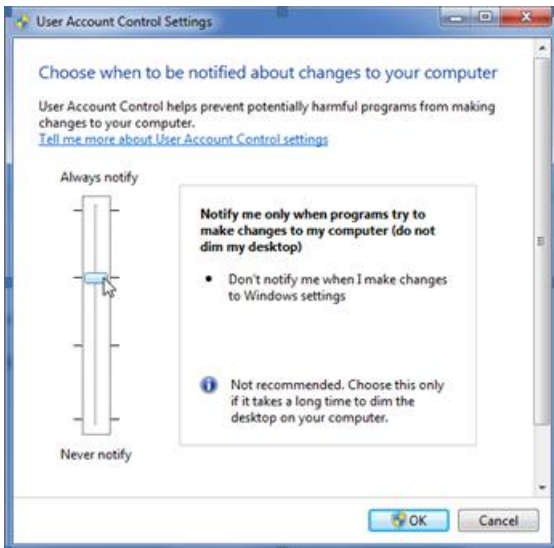 User Account Control Settings
Choose when to be notified about changes to your computer
User Account Control helps prevent potentially harmful programs from making
changes to your computer.
Tell me more about User Account Control settings
Always notify
Notify me only when programs try to
make changes to my computer (do not
dim my desktop)
• Don't notify me when I make changes
to Windows settings
Not recommended. Choose this only
if it takes a long time to dim the
desktop on your computer.
Never notify
OK
Cancel